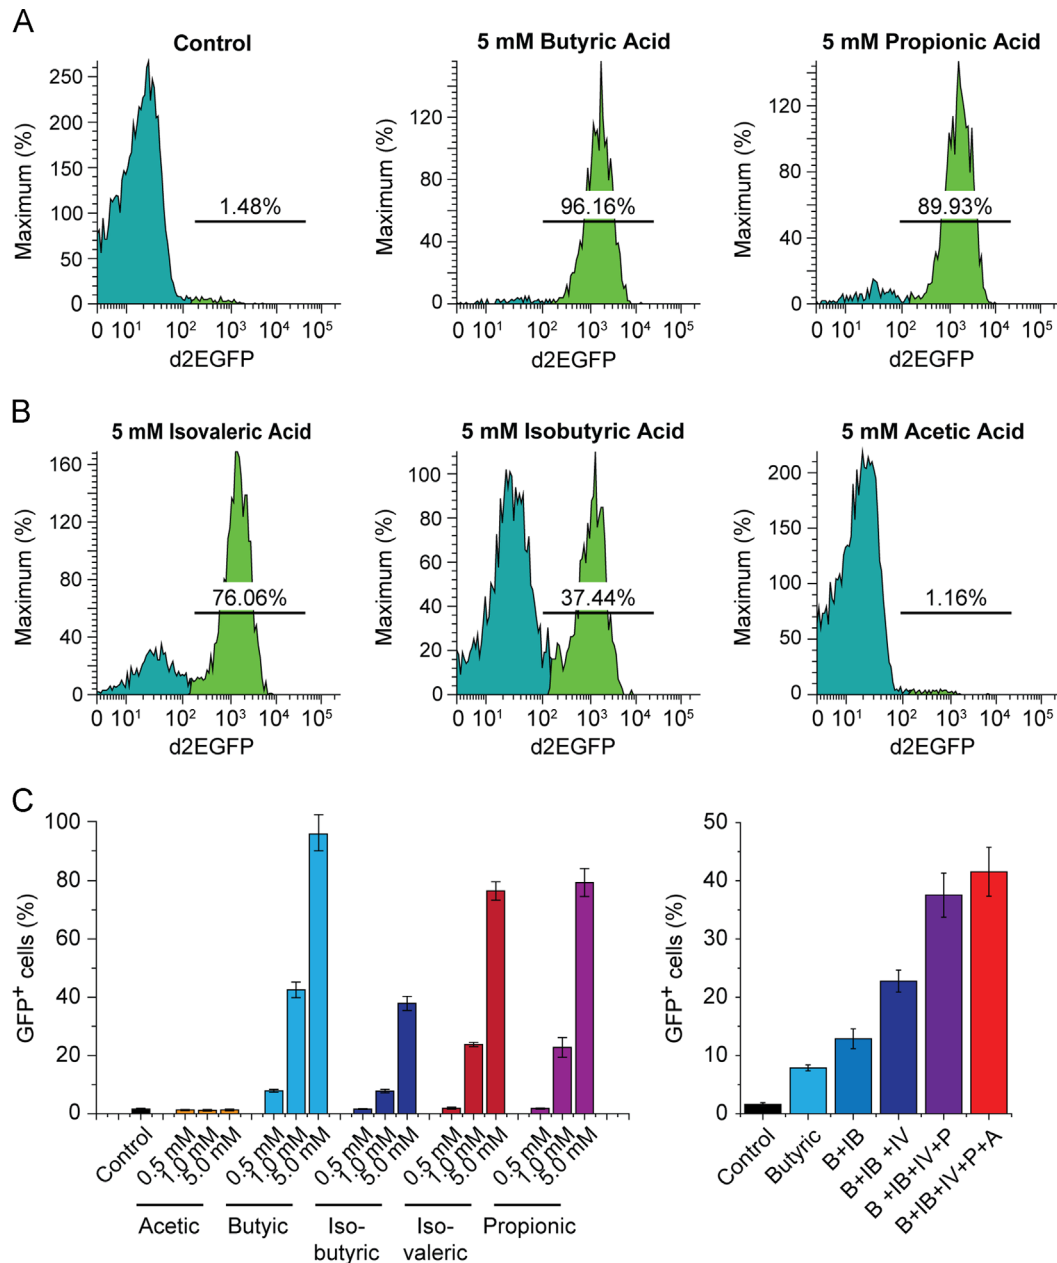 A
Control
5 mM Butyric Acid
5 mM Propionic Acid
Maximum (%)
250
200
150
100
50
0
1.48%
0 10¹ 10² 10³ 10⁴ 10⁵
d2EGFP
Maximum (%)
120
80
40
0
96.16%
0 10¹ 10² 10³ 10⁴ 10⁵
d2EGFP
Maximum (%)
120
80
40
0
89.93%
0 10¹ 10² 10³ 10⁴ 10⁵
d2EGFP
B
5 mM Isovaleric Acid
5 mM Isobutyric Acid
5 mM Acetic Acid
Maximum (%)
160
120
80
40
0
76.06%
0 10¹ 10² 10³ 10⁴ 10⁵
d2EGFP
Maximum (%)
100
80
60
40
20
0
37.44%
0 10¹ 10² 10³ 10⁴ 10⁵
d2EGFP
Maximum (%)
200
150
100
50
0
1.16%
0 10¹ 10² 10³ 10⁴ 10⁵
d2EGFP
C
GFP⁺ cells (%)
100
80
60
40
20
0
Control
0.5 mM
1.0 mM
5.0 mM
0.5 mM
1.0 mM
5.0 mM
0.5 mM
1.0 mM
5.0 mM
0.5 mM
1.0 mM
5.0 mM
0.5 mM
1.0 mM
5.0 mM
Acetic
Butyic
Iso-
butyric
Iso-
valeric
Propionic
GFP⁺ cells (%)
50
40
30
20
10
0
Control
Butyric
B+IB
B+IB +IV
B +IB+IV+P
B+IB+IV+P+A